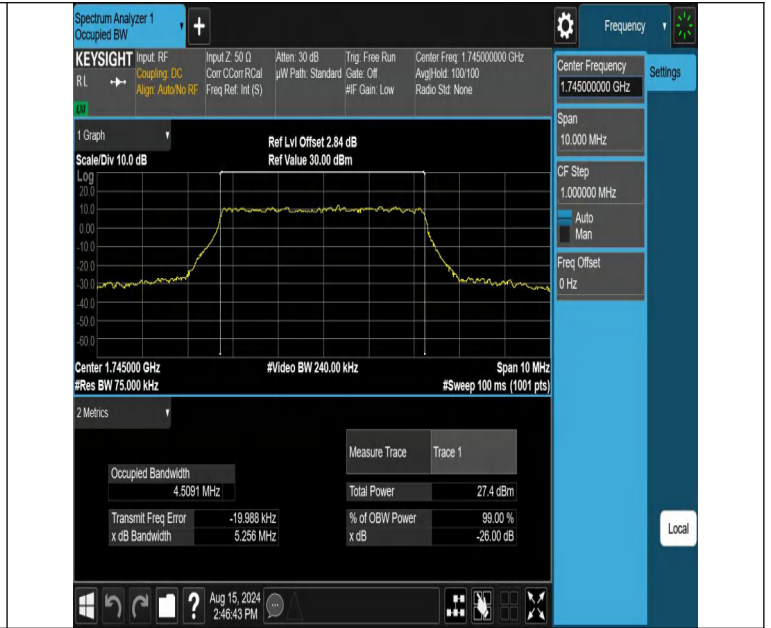 Spectrum Analyzer 1
Occupied BW
+
Frequency
KEYSIGHT
RL
LXI
Input: RF
Coupling: DC
Align: Auto/No RF
Input Z: 50 Ω
Corr CCorr RCal
Freq Ref: Int (S)
Atten: 30 dB
µW Path: Standard
Trig: Free Run
Gate: Off
#IF Gain: Low
Center Freq: 1.745000000 GHz
Avg|Hold: 100/100
Radio Std: None
Center Frequency
1.745000000 GHz
Settings
Span
10.000 MHz
CF Step
1.000000 MHz
Auto
Man
Freq Offset
0 Hz
Local
1 Graph
Scale/Div 10.0 dB
Ref Lvl Offset 2.84 dB
Ref Value 30.00 dBm
Log
20.0
10.0
0.00
-10.0
-20.0
-30.0
-40.0
-50.0
-60.0
Center 1.745000 GHz
#Res BW 75.000 kHz
#Video BW 240.00 kHz
Span 10 MHz
#Sweep 100 ms (1001 pts)
2 Metrics
Measure Trace Trace 1
Occupied Bandwidth
4.5091 MHz
Total Power 27.4 dBm
Transmit Freq Error -19.988 kHz
% of OBW Power 99.00 %
x dB Bandwidth 5.256 MHz
x dB -26.00 dB
?
Aug 15, 2024
2:46:43 PM